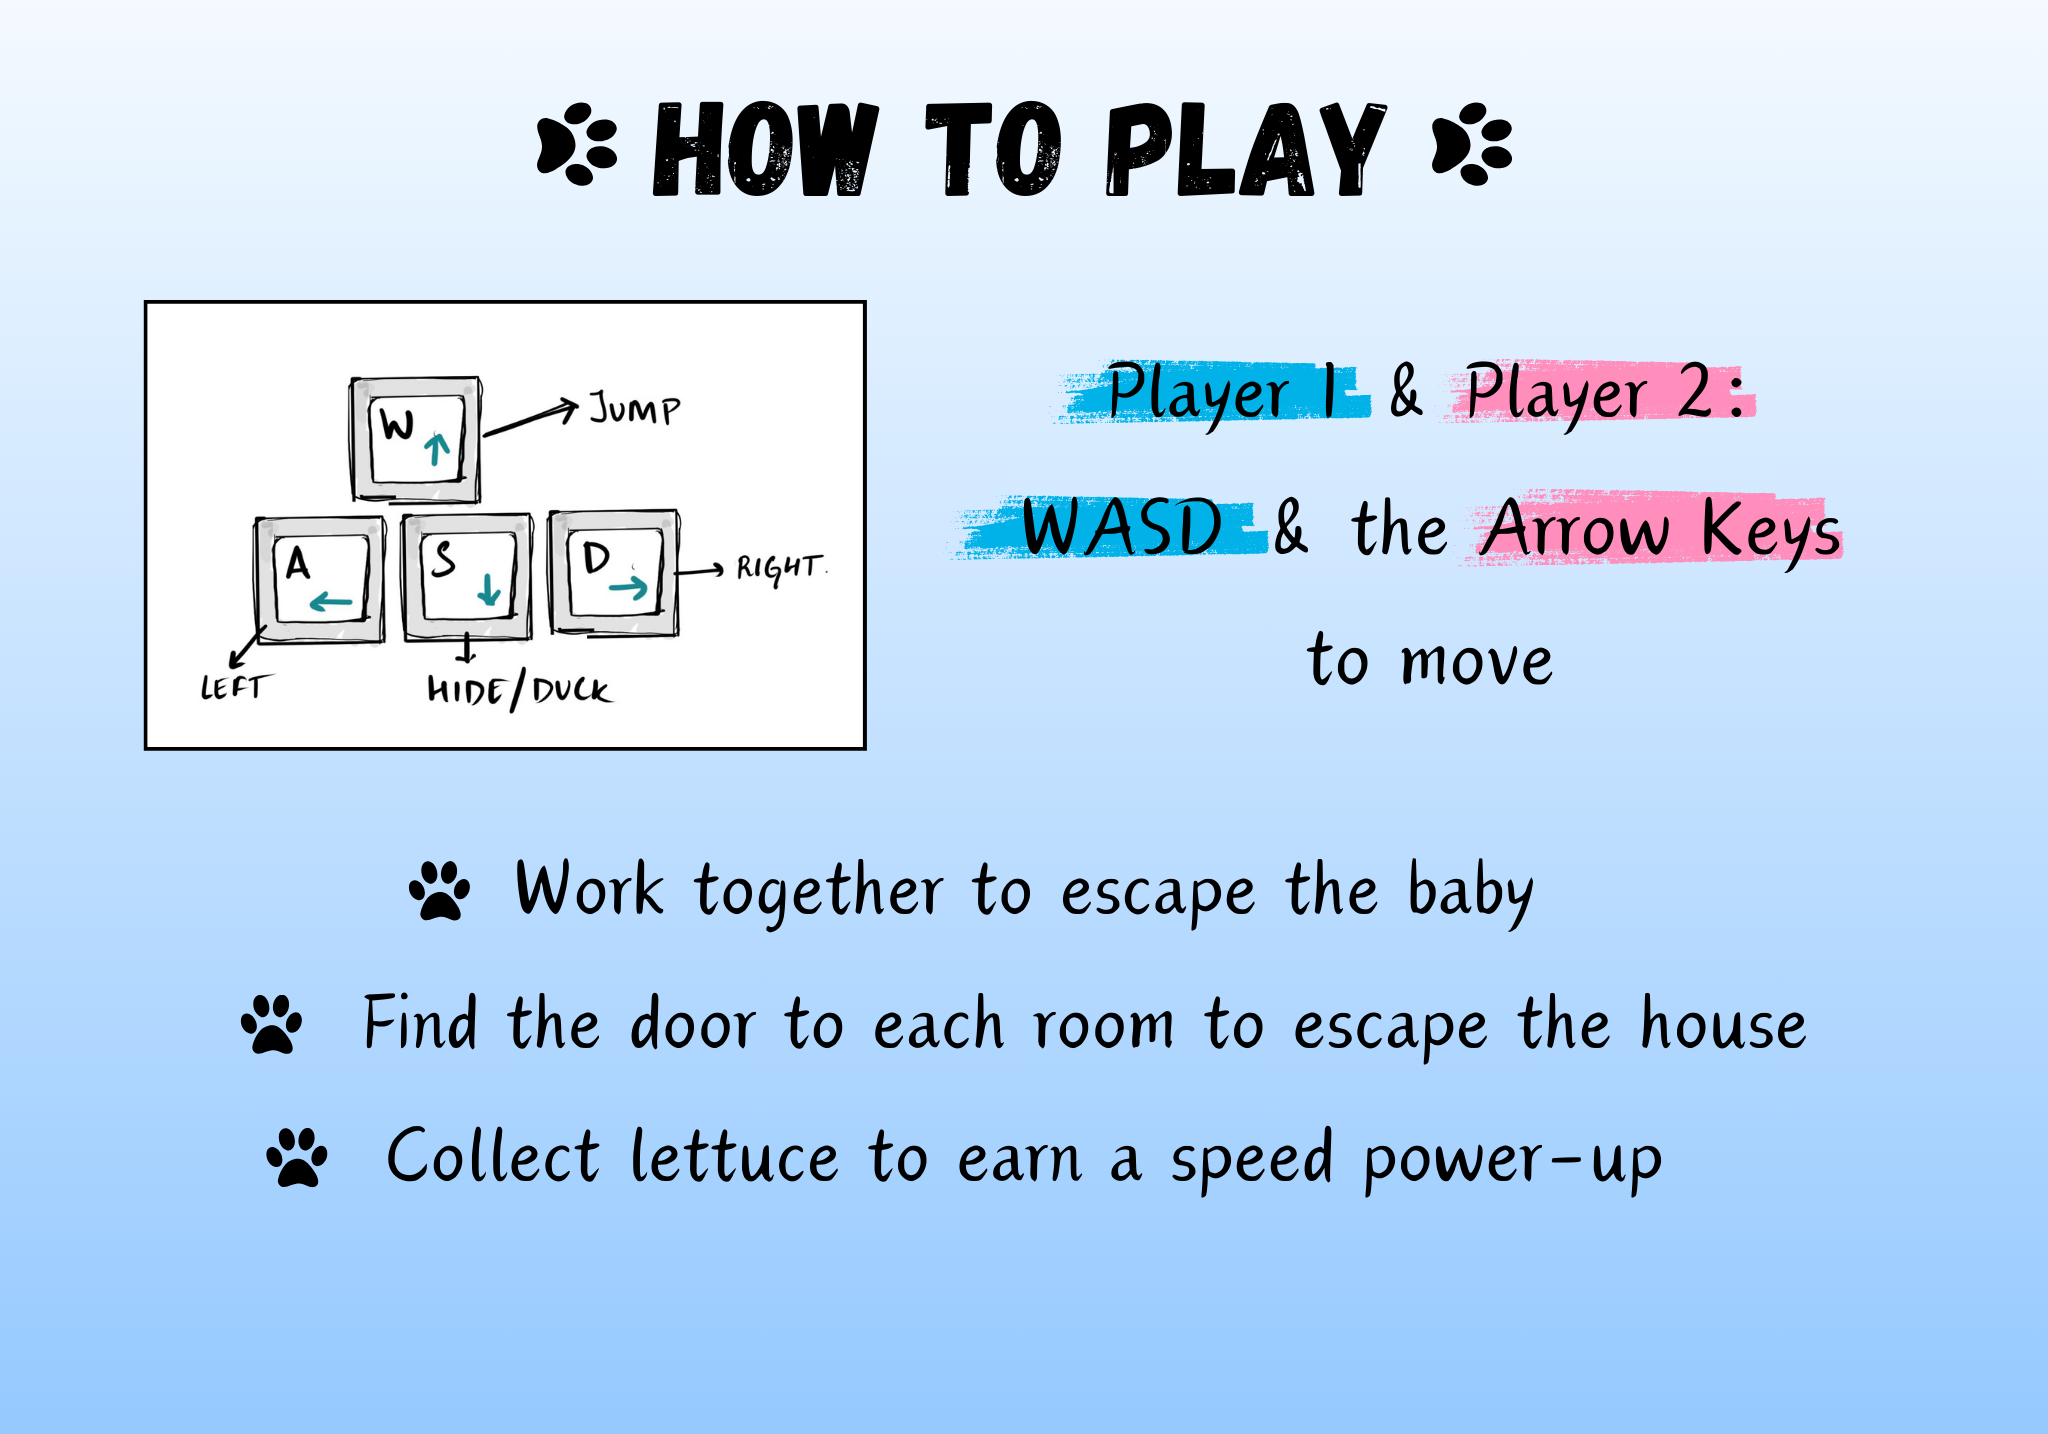 HOW TO PLAY
W
JUMP
A
S
D
RIGHT.
LEFT
HIDE/DUCK
Player 1 & Player 2:
WASD & the Arrow Keys
to move
Work together to escape the baby
Find the door to each room to escape the house
Collect lettuce to earn a speed power-up